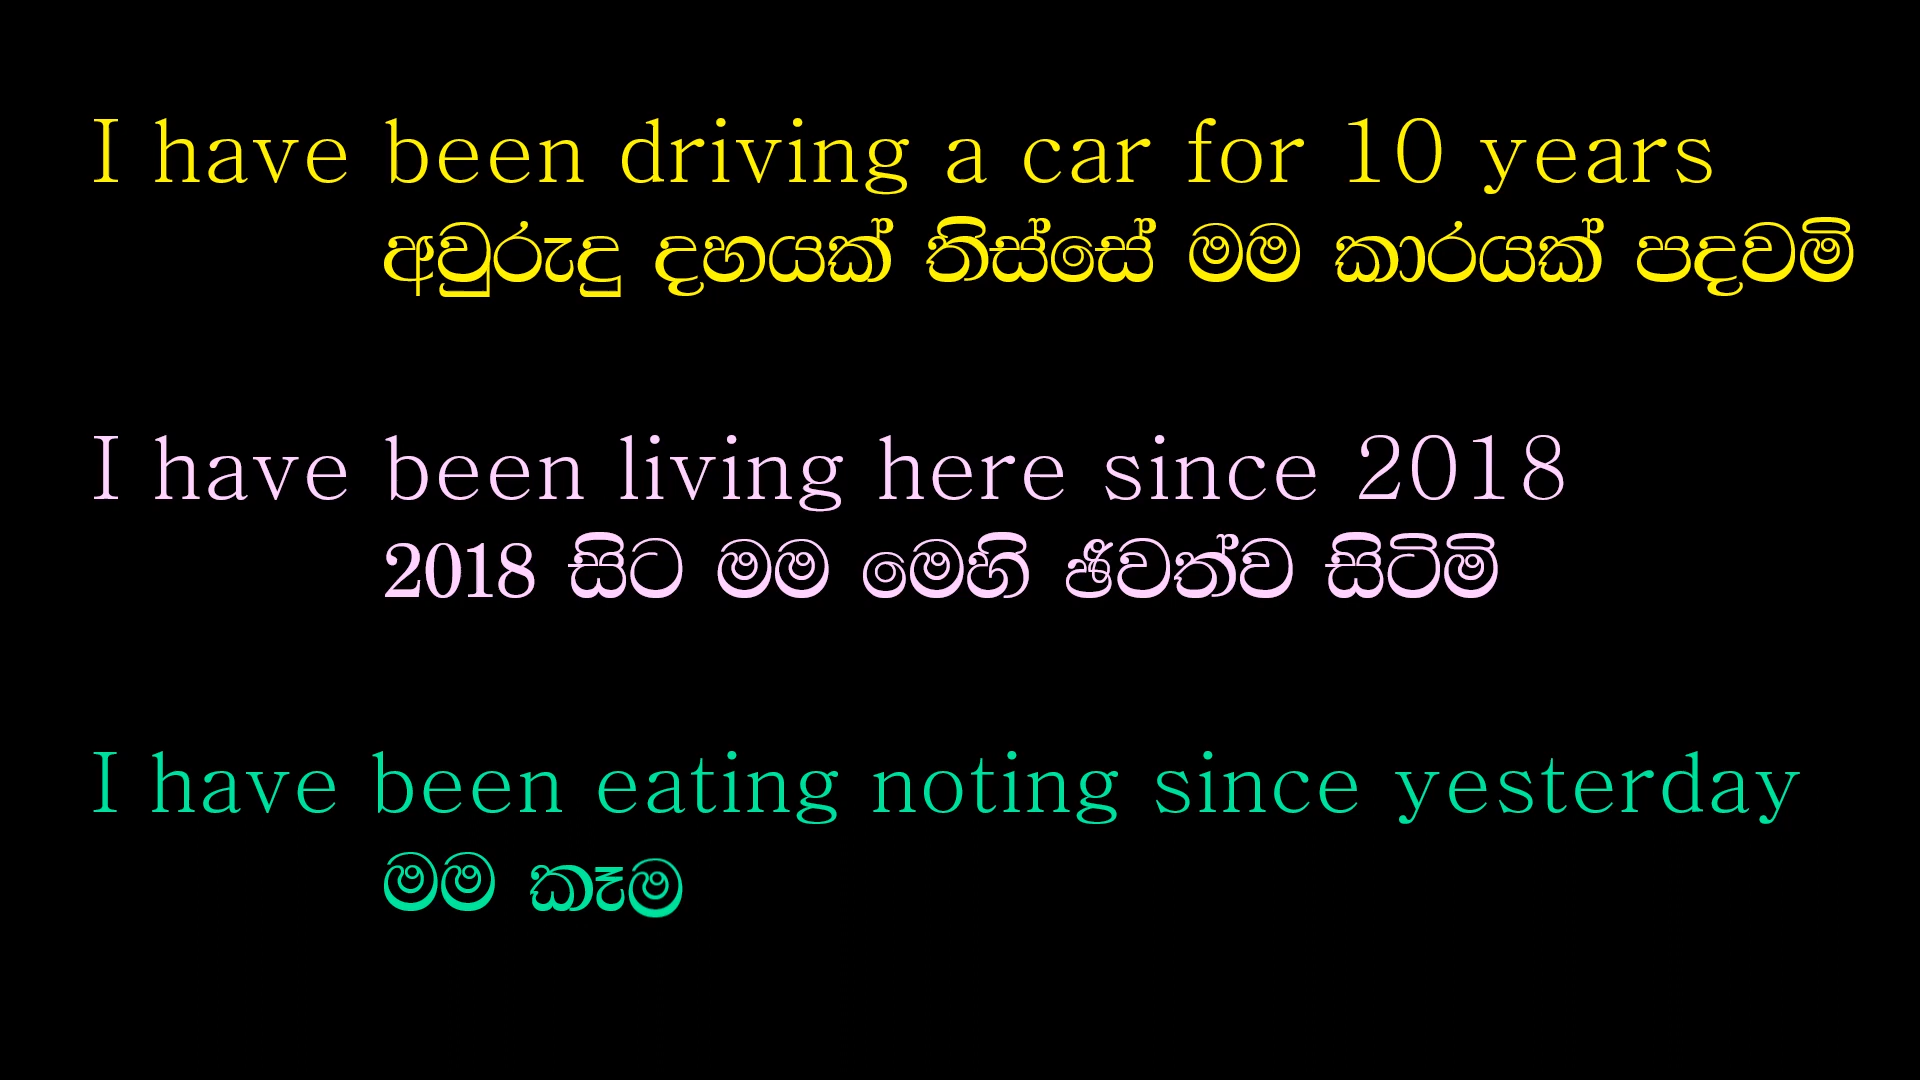 I have been driving a car for 10 years
අවුරුදු දහයක් තිස්සේ මම කාරයක් පදවමි
I have been living here since 2018
2018 සිට මම මෙහි ජීවත්ව සිටිමි
I have been eating noting since yesterday
මම කෑම